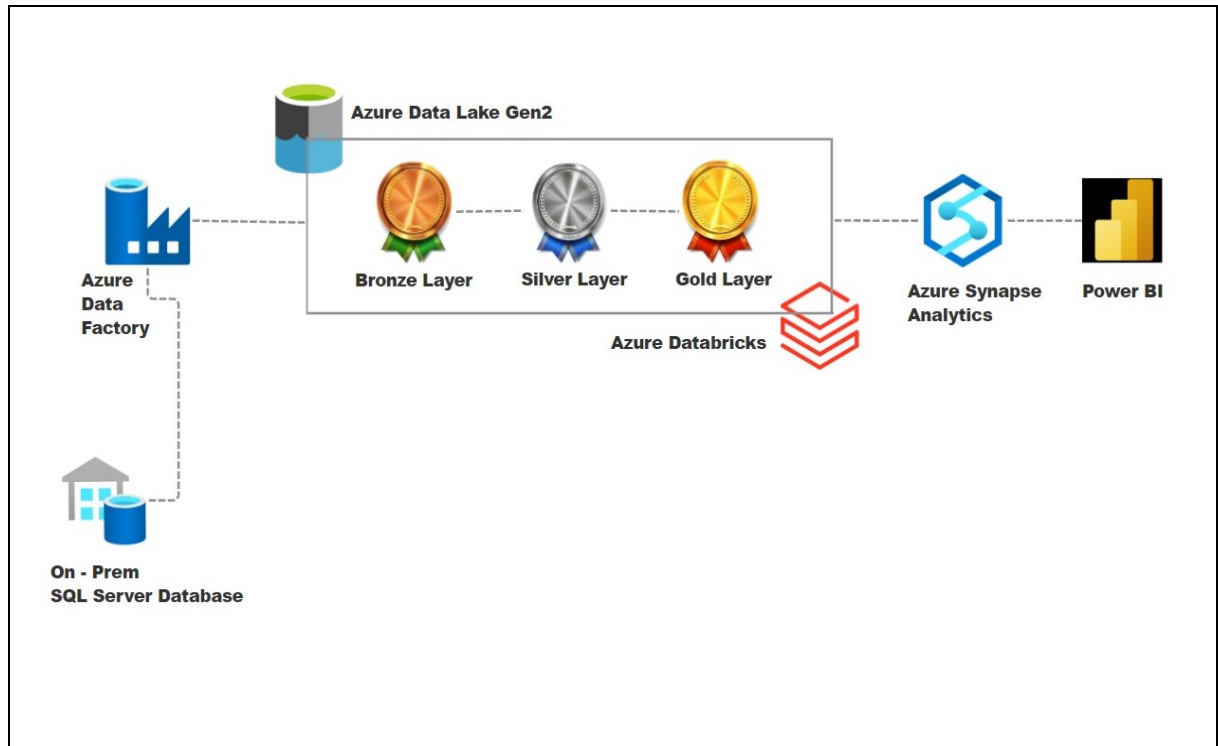 Azure Data Lake Gen2
Bronze Layer
Silver Layer
Gold Layer
Azure
Data
Factory
Azure Databricks
Azure Synapse
Analytics
Power BI
On - Prem
SQL Server Database